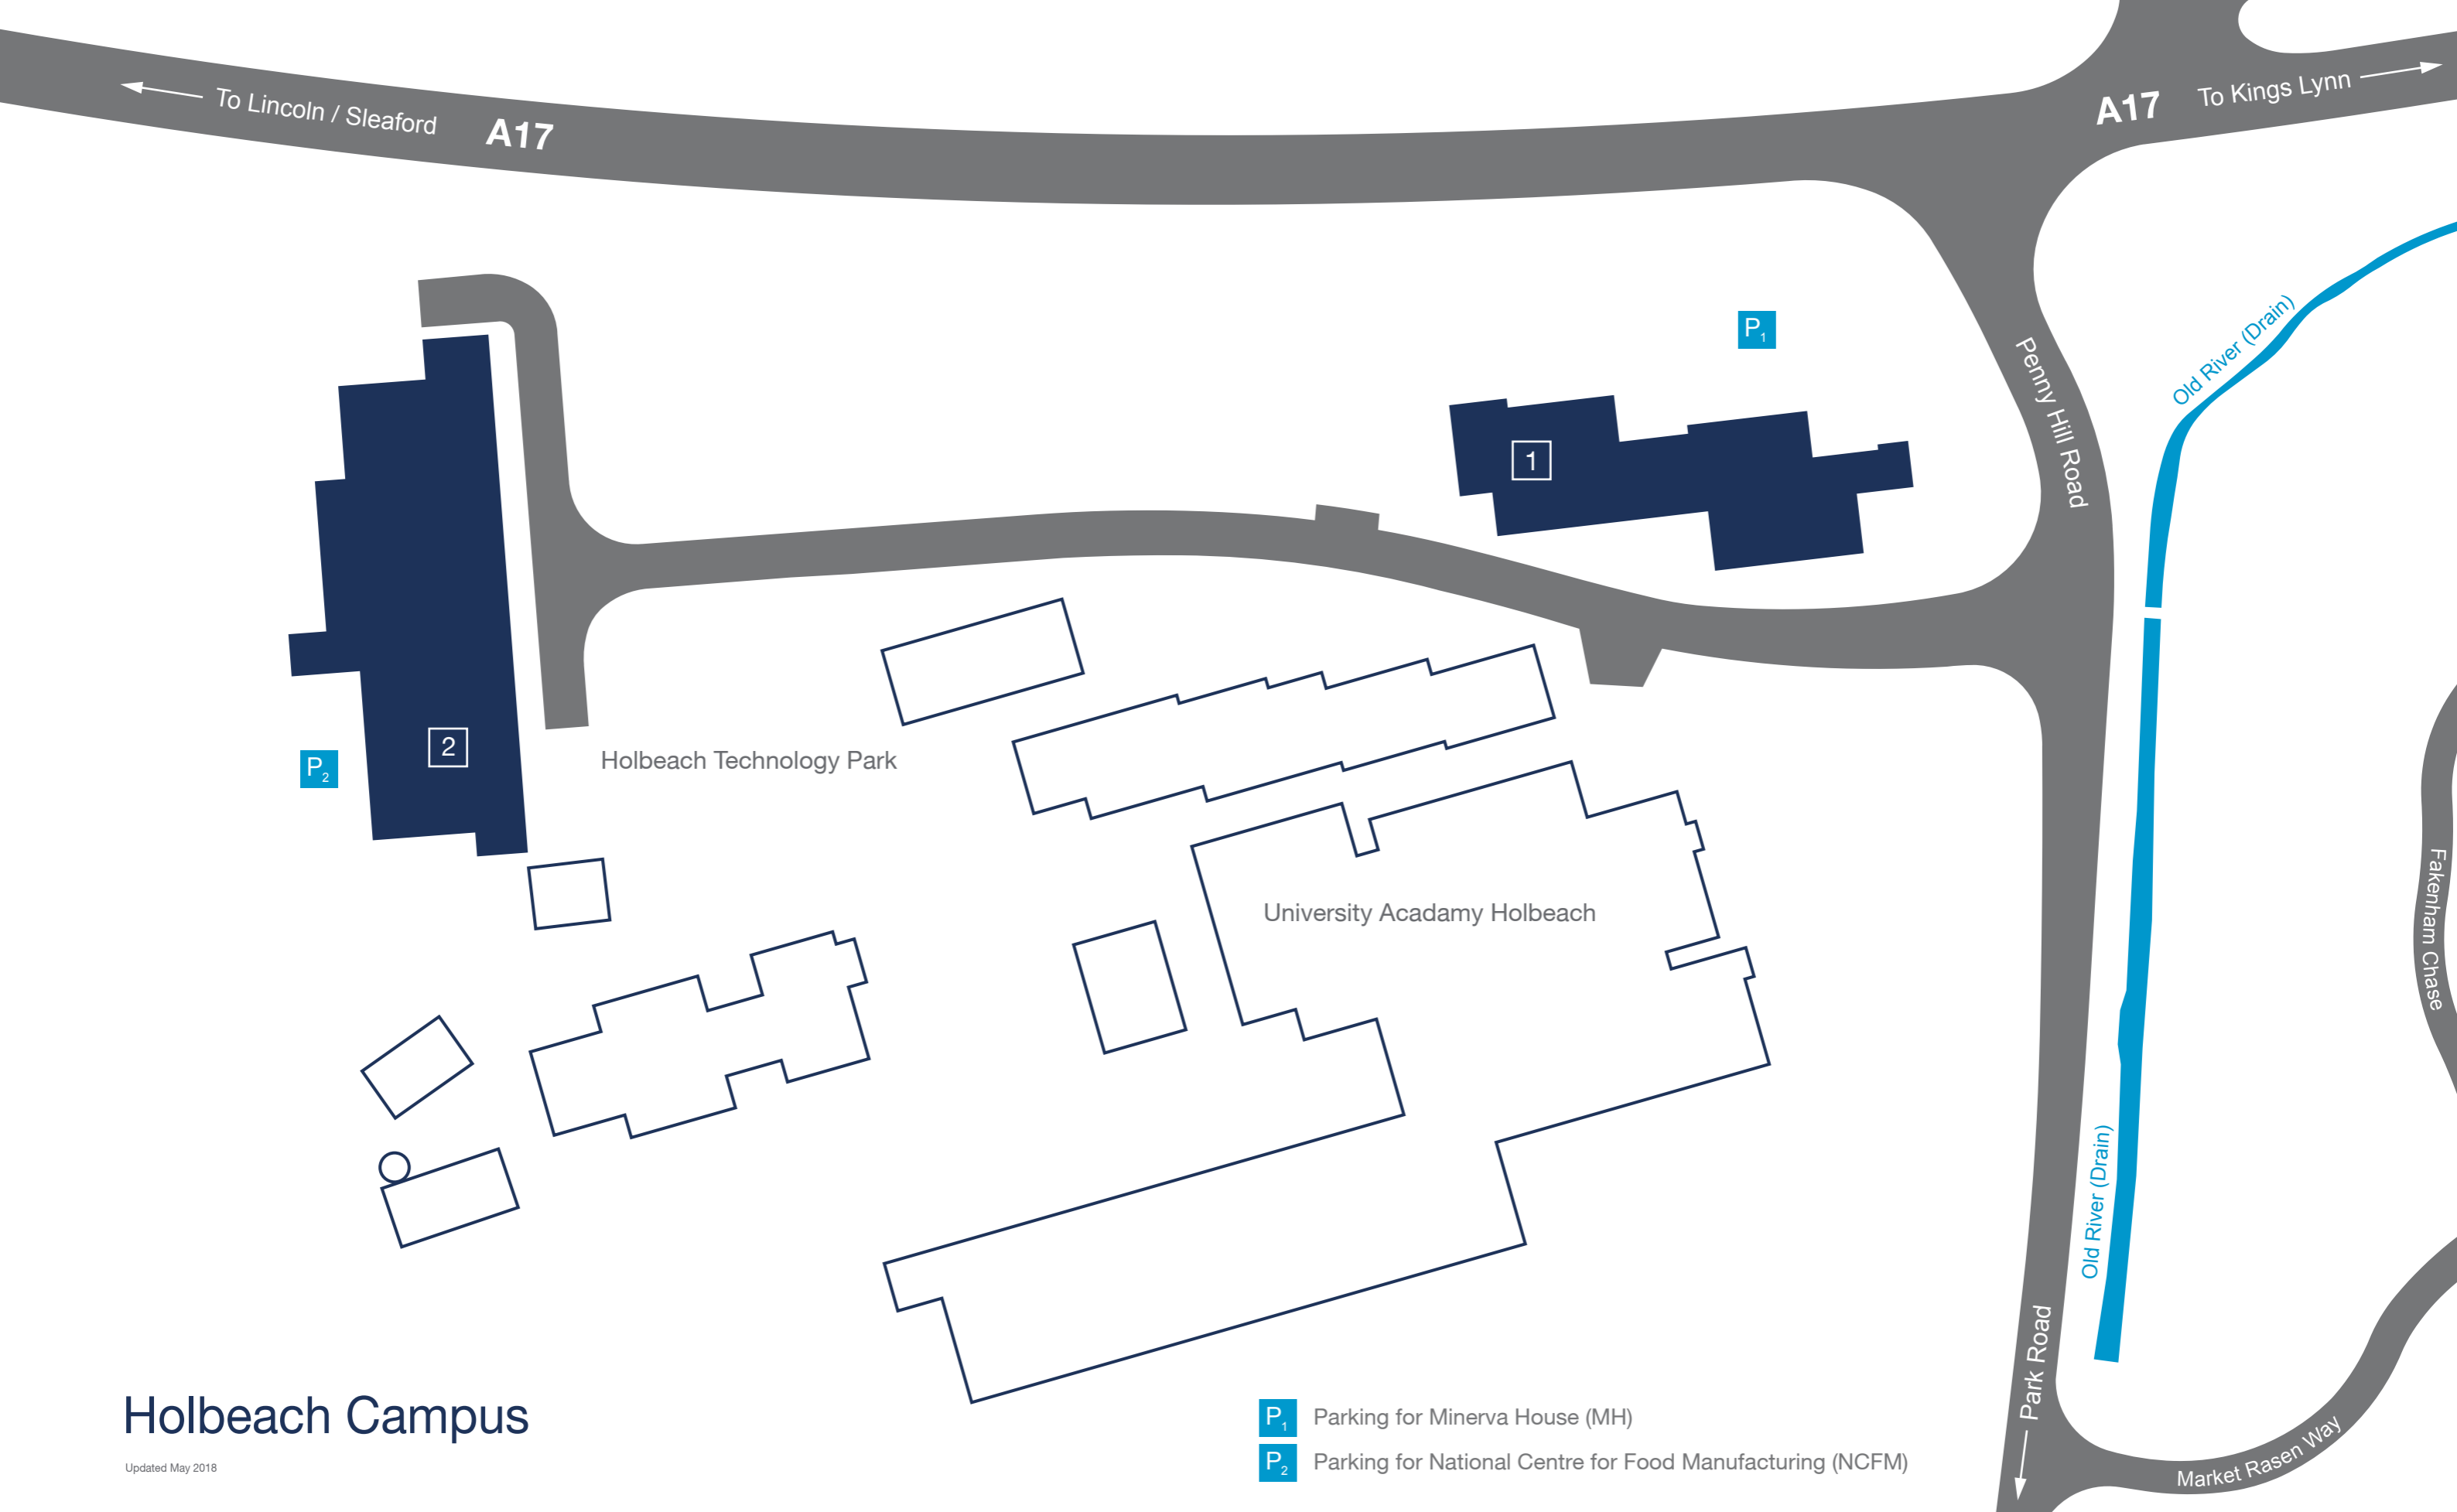 To Lincoln / Sleaford A17
A17 To Kings Lynn
P1
Penny Hill Road
Old River (Drain)
1
2
P2
Holbeach Technology Park
University Acadamy Holbeach
Fakenham Chase
Old River (Drain)
Park Road
Market Rasen Way
Holbeach Campus
Updated May 2018
P1 Parking for Minerva House (MH)
P2 Parking for National Centre for Food Manufacturing (NCFM)